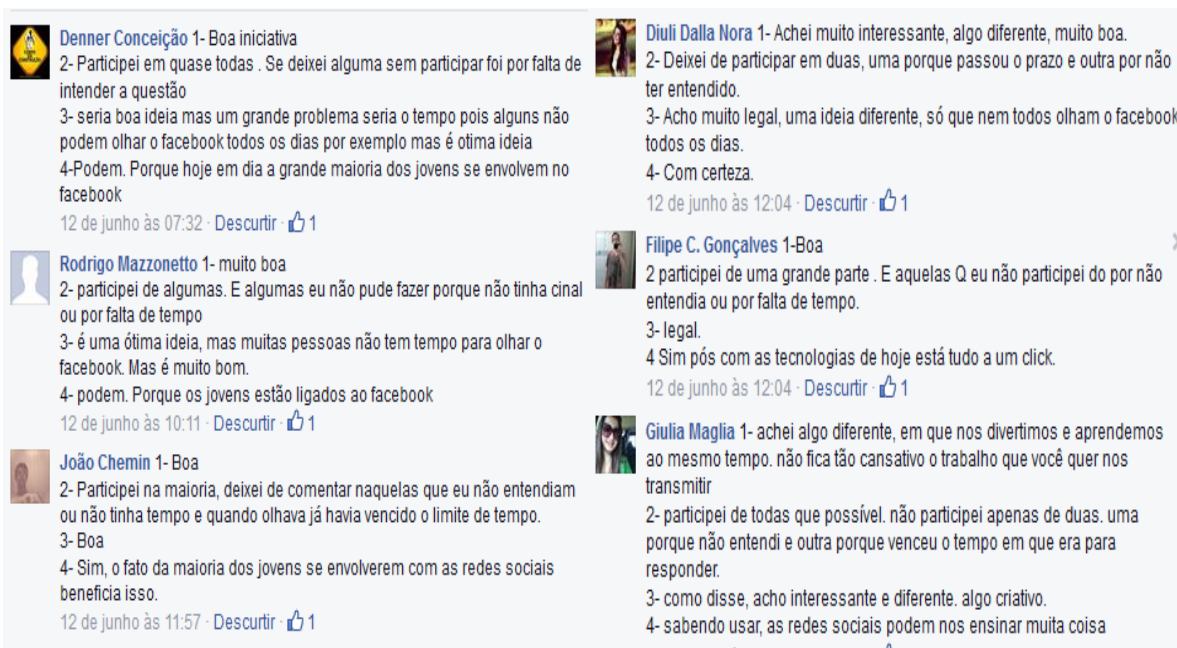 Denner Conceição 1- Boa iniciativa
2- Participei em quase todas . Se deixei alguma sem participar foi por falta de
intender a questão
3- seria boa ideia mas um grande problema seria o tempo pois alguns não
podem olhar o facebook todos os dias por exemplo mas é otima ideia
4-Podem. Porque hoje em dia a grande maioria dos jovens se envolvem no
facebook
12 de junho às 07:32 · Descurtir · 1
Rodrigo Mazzonetto 1- muito boa
2- participei de algumas. E algumas eu não pude fazer porque não tinha cinal
ou por falta de tempo
3- é uma ótima ideia, mas muitas pessoas não tem tempo para olhar o
facebook. Mas é muito bom.
4- podem. Porque os jovens estão ligados ao facebook
12 de junho às 10:11 · Descurtir · 1
João Chemin 1- Boa
2- Participei na maioria, deixei de comentar naquelas que eu não entendiam
ou não tinha tempo e quando olhava já havia vencido o limite de tempo.
3- Boa
4- Sim, o fato da maioria dos jovens se envolverem com as redes sociais
beneficia isso.
12 de junho às 11:57 · Descurtir · 1
Diuli Dalla Nora 1- Achei muito interessante, algo diferente, muito boa.
2- Deixei de participar em duas, uma porque passou o prazo e outra por não
ter entendido.
3- Acho muito legal, uma ideia diferente, só que nem todos olham o facebook
todos os dias.
4- Com certeza.
12 de junho às 12:04 · Descurtir · 1
Filipe C. Gonçalves 1-Boa
2 participei de uma grande parte . E aquelas Q eu não participei do por não
entendia ou por falta de tempo.
3- legal.
4 Sim pós com as tecnologias de hoje está tudo a um click.
12 de junho às 12:04 · Descurtir · 1
Giulia Maglia 1- achei algo diferente, em que nos divertimos e aprendemos
ao mesmo tempo. não fica tão cansativo o trabalho que você quer nos
transmitir
2- participei de todas que possível. não participei apenas de duas. uma
porque não entendi e outra porque venceu o tempo em que era para
responder.
3- como disse, acho interessante e diferente. algo criativo.
4- sabendo usar, as redes sociais podem nos ensinar muita coisa